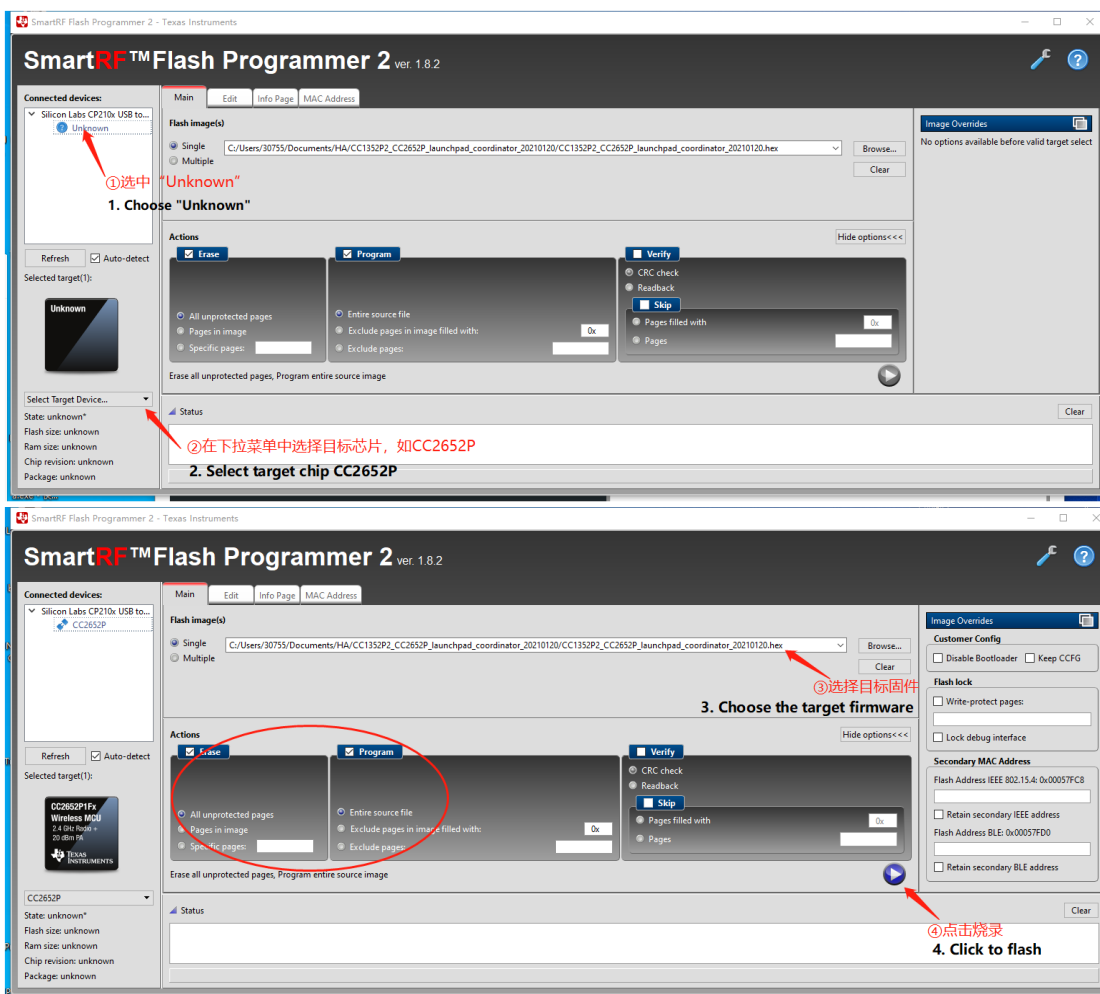 SmartRF Flash Programmer 2 - Texas Instruments
SmartRF™Flash Programmer 2 ver. 1.8.2
Connected devices:
Silicon Labs CP210x USB to...
Unknown
①选中 “Unknown”
1. Choose "Unknown"
Refresh
Auto-detect
Selected target(1):
Unknown
Select Target Device...
State: unknown*
Flash size: unknown
Ram size: unknown
Chip revision: unknown
Package: unknown
Main Edit Info Page MAC Address
Flash image(s)
Single
C:/Users/30755/Documents/HA/CC1352P2_CC2652P_launchpad_coordinator_20210120/CC1352P2_CC2652P_launchpad_coordinator_20210120.hex
Browse...
Multiple
Clear
Actions
Hide options<<<
Erase
All unprotected pages
Pages in image
Specific pages:
Program
Entire source file
Exclude pages in image filled with:
0x
Exclude pages:
Verify
CRC check
Readback
Skip
Pages filled with
0x
Pages
Erase all unprotected pages, Program entire source image
Status
Clear
②在下拉菜单中选择目标芯片，如CC2652P
2. Select target chip CC2652P
Image Overrides
No options available before valid target select
SmartRF Flash Programmer 2 - Texas Instruments
SmartRF™Flash Programmer 2 ver. 1.8.2
Connected devices:
Silicon Labs CP210x USB to...
CC2652P
Refresh
Auto-detect
Selected target(1):
CC2652P1Fx
Wireless MCU
2.4 GHz Radio +
20 dBm PA
TEXAS
INSTRUMENTS
CC2652P
State: unknown*
Flash size: unknown
Ram size: unknown
Chip revision: unknown
Package: unknown
Main Edit Info Page MAC Address
Flash image(s)
Single
C:/Users/30755/Documents/HA/CC1352P2_CC2652P_launchpad_coordinator_20210120/CC1352P2_CC2652P_launchpad_coordinator_20210120.hex
Browse...
Multiple
Clear
③选择目标固件
3. Choose the target firmware
Actions
Hide options<<<
Erase
All unprotected pages
Pages in image
Specific pages:
Program
Entire source file
Exclude pages in image filled with:
0x
Exclude pages:
Verify
CRC check
Readback
Skip
Pages filled with
0x
Pages
Erase all unprotected pages, Program entire source image
Status
Clear
④点击烧录
4. Click to flash
Image Overrides
Customer Config
Disable Bootloader
Keep CCFG
Flash lock
Write-protect pages:
Lock debug interface
Secondary MAC Address
Flash Address IEEE 802.15.4: 0x00057FC8
Retain secondary IEEE address
Flash Address BLE: 0x00057FD0
Retain secondary BLE address